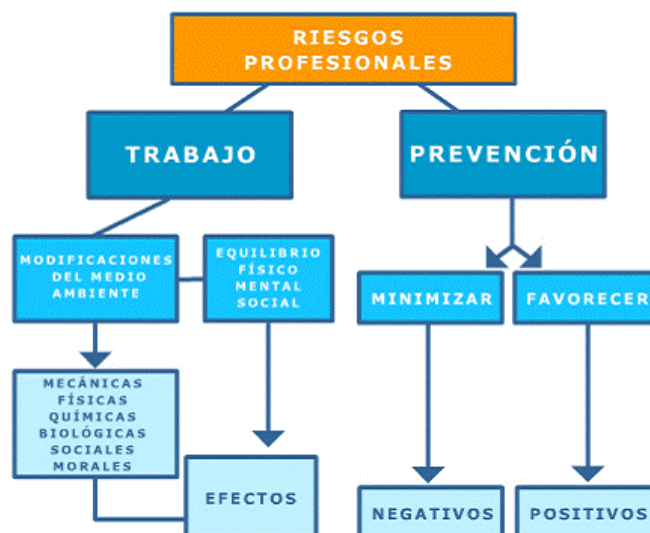 RIESGOS
PROFESIONALES
TRABAJO
PREVENCIÓN
MODIFICACIONES
DEL MEDIO
AMBIENTE
EQUILIBRIO
FÍSICO
MENTAL
SOCIAL
MINIMIZAR
FAVORECER
MECÁNICAS
FÍSICAS
QUÍMICAS
BIOLÓGICAS
SOCIALES
MORALES
EFECTOS
NEGATIVOS
POSITIVOS